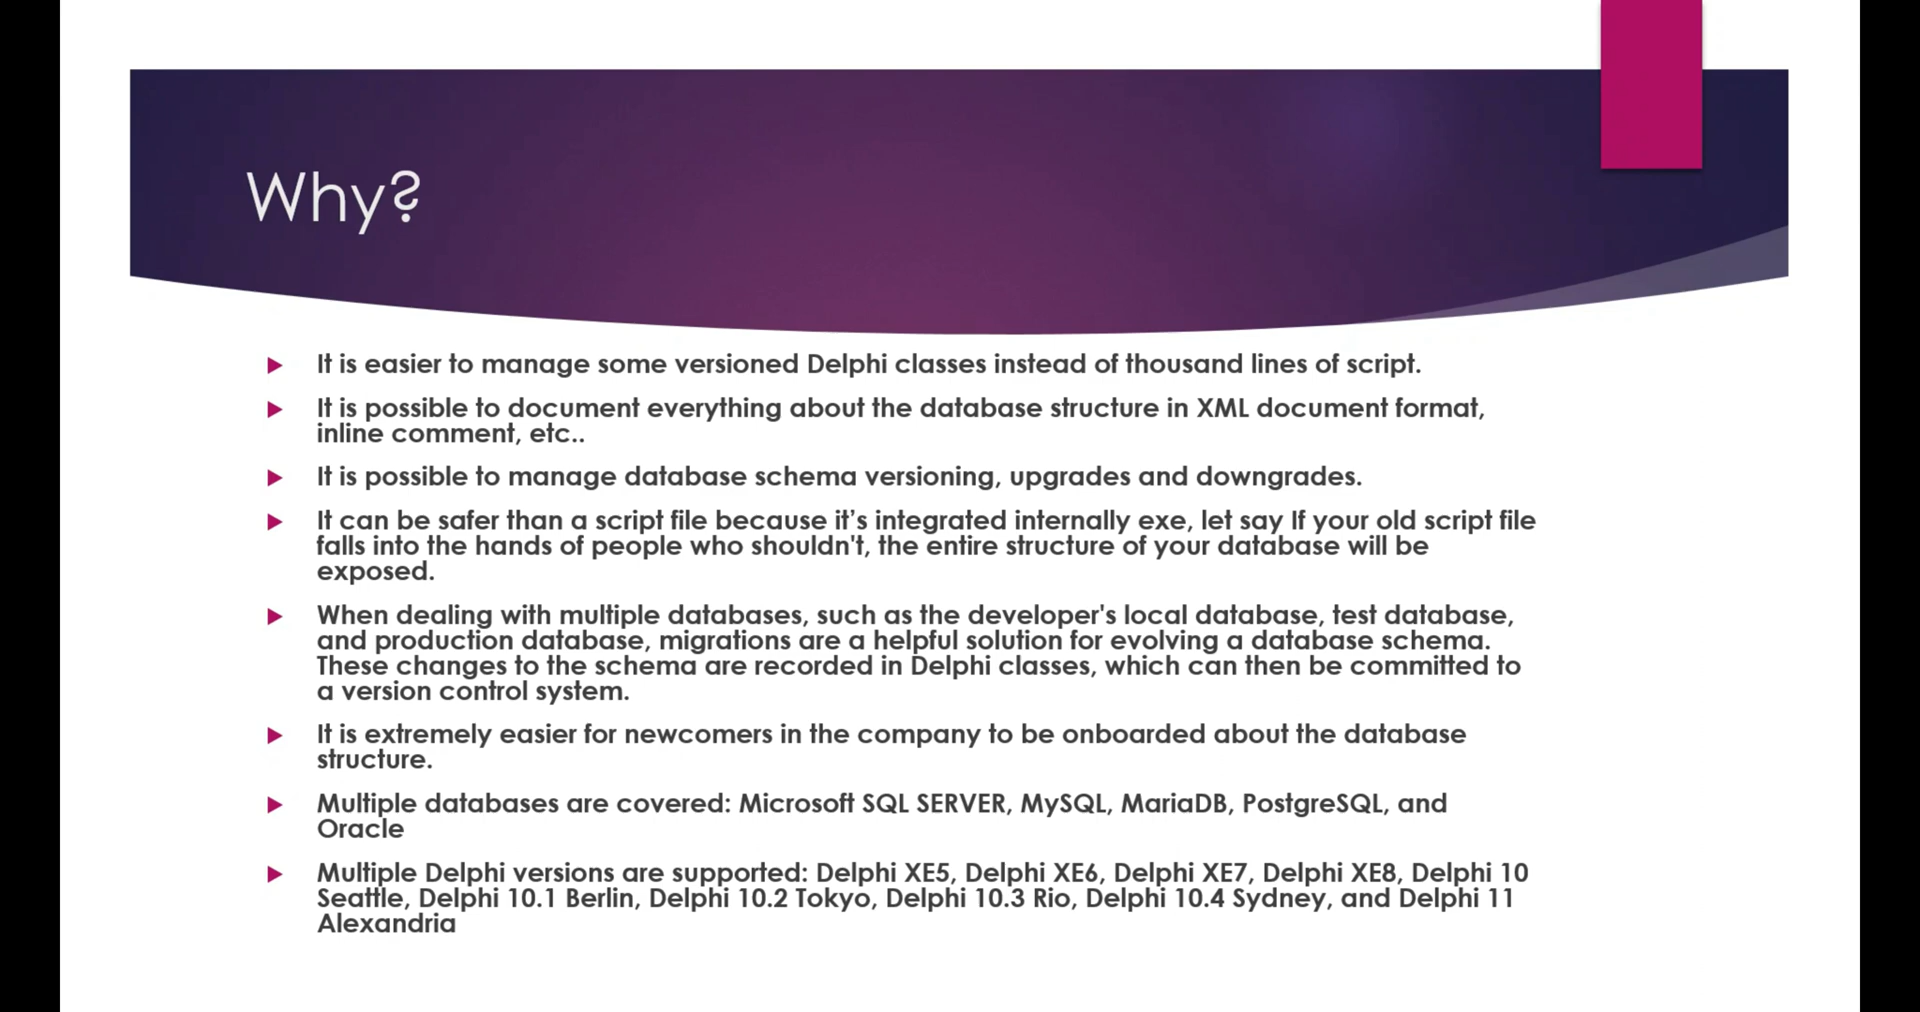 Why?
It is easier to manage some versioned Delphi classes instead of thousand lines of script.
It is possible to document everything about the database structure in XML document format,
inline comment, etc..
It is possible to manage database schema versioning, upgrades and downgrades.
It can be safer than a script file because it’s integrated internally exe, let say If your old script file
falls into the hands of people who shouldn't, the entire structure of your database will be
exposed.
When dealing with multiple databases, such as the developer's local database, test database,
and production database, migrations are a helpful solution for evolving a database schema.
These changes to the schema are recorded in Delphi classes, which can then be committed to
a version control system.
It is extremely easier for newcomers in the company to be onboarded about the database
structure.
Multiple databases are covered: Microsoft SQL SERVER, MySQL, MariaDB, PostgreSQL, and
Oracle
Multiple Delphi versions are supported: Delphi XE5, Delphi XE6, Delphi XE7, Delphi XE8, Delphi 10
Seattle, Delphi 10.1 Berlin, Delphi 10.2 Tokyo, Delphi 10.3 Rio, Delphi 10.4 Sydney, and Delphi 11
Alexandria